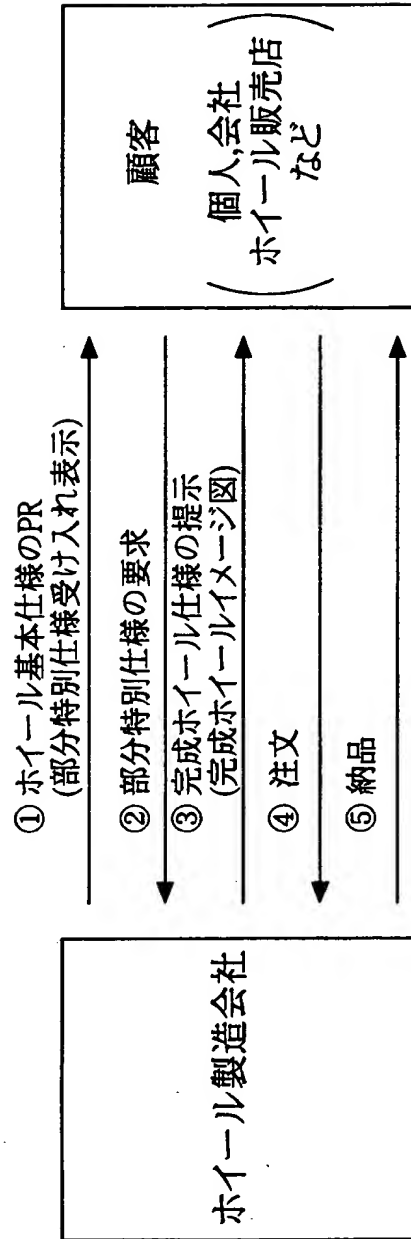 ホイール製造会社
① ホイール基本仕様のPR
(部分特別仕様受け入れ表示)
② 部分特別仕様の要求
③ 完成ホイール仕様の提示
(完成ホイールイメージ図)
④ 注文
⑤ 納品
顧客
(個人,会社
ホイール販売店
など)